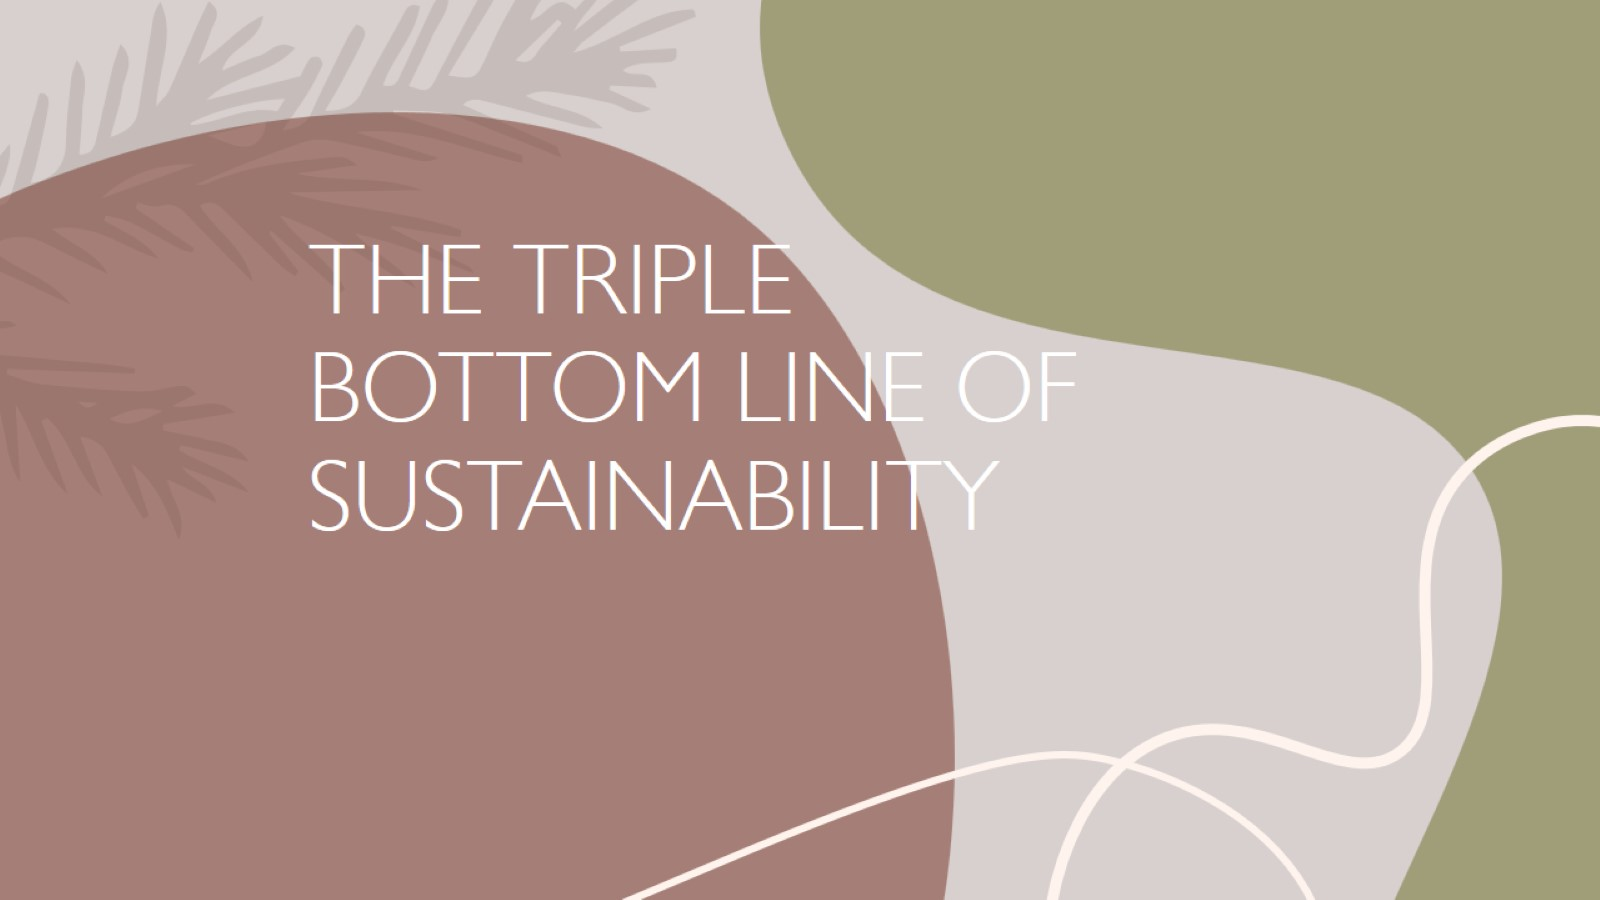 THE TRIPLE
BOTTOM LINE OF
SUSTAINABILITY